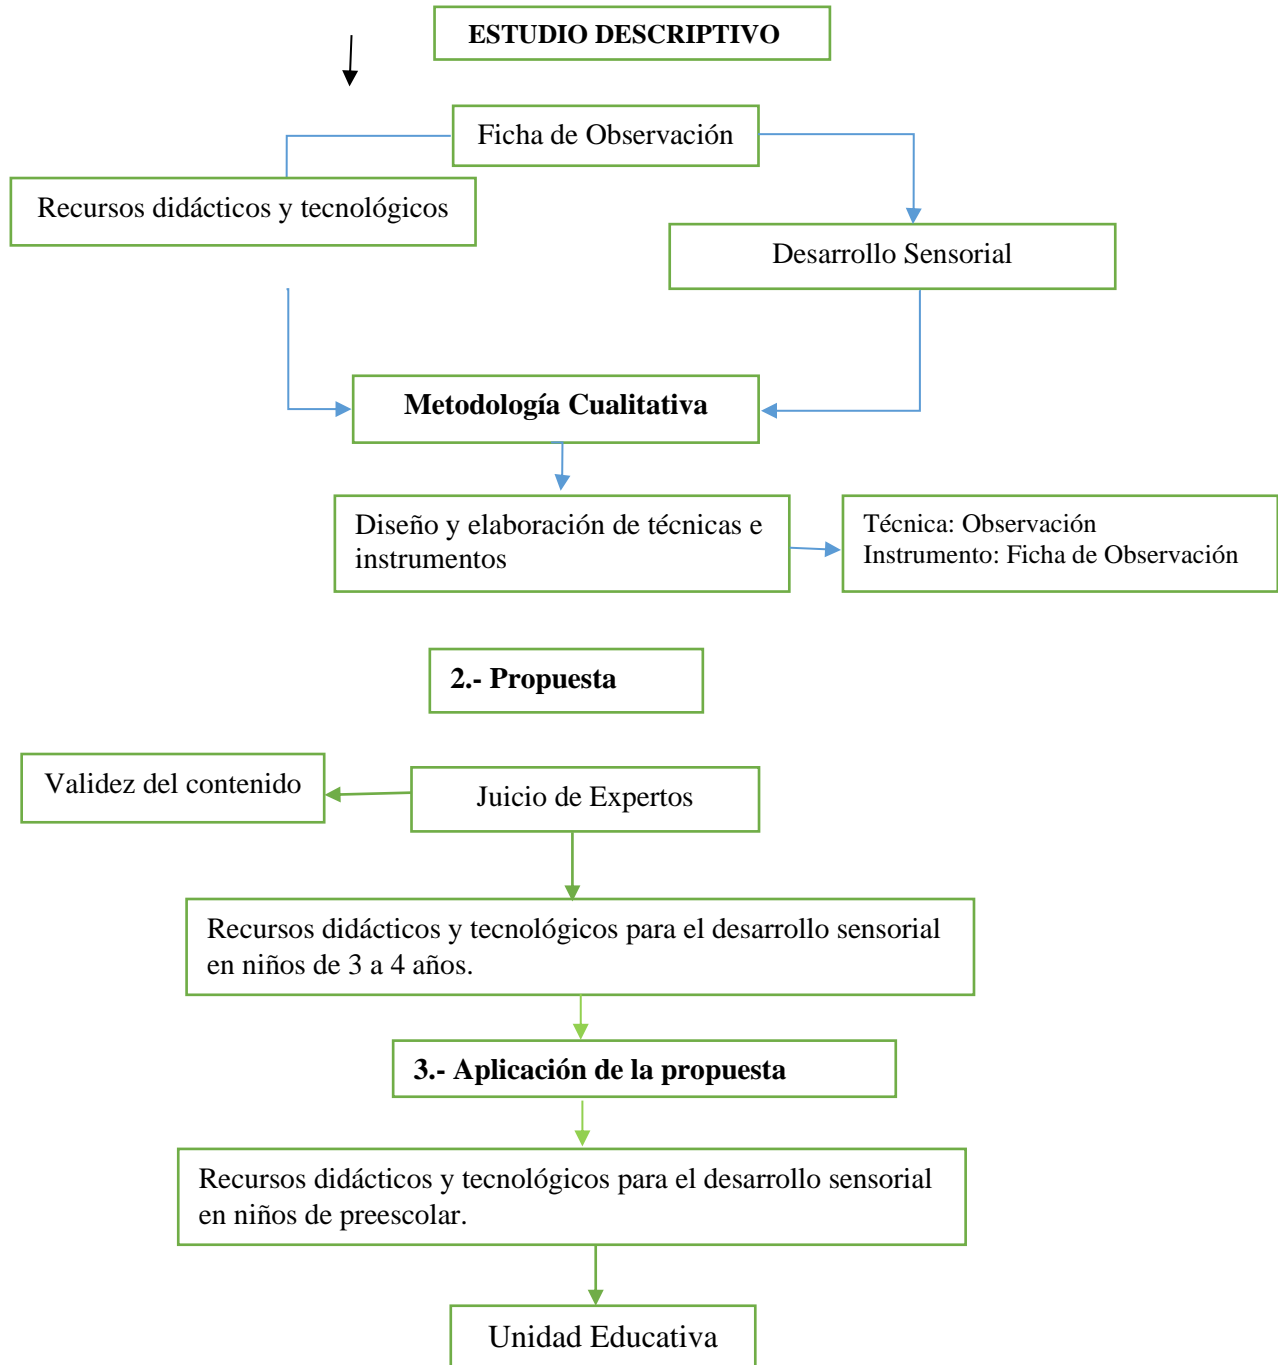 ESTUDIO DESCRIPTIVO
Ficha de Observación
Recursos didácticos y tecnológicos
Desarrollo Sensorial
Metodología Cualitativa
Diseño y elaboración de técnicas e
instrumentos
Técnica: Observación
Instrumento: Ficha de Observación
2.- Propuesta
Validez del contenido
Juicio de Expertos
Recursos didácticos y tecnológicos para el desarrollo sensorial
en niños de 3 a 4 años.
3.- Aplicación de la propuesta
Recursos didácticos y tecnológicos para el desarrollo sensorial
en niños de preescolar.
Unidad Educativa